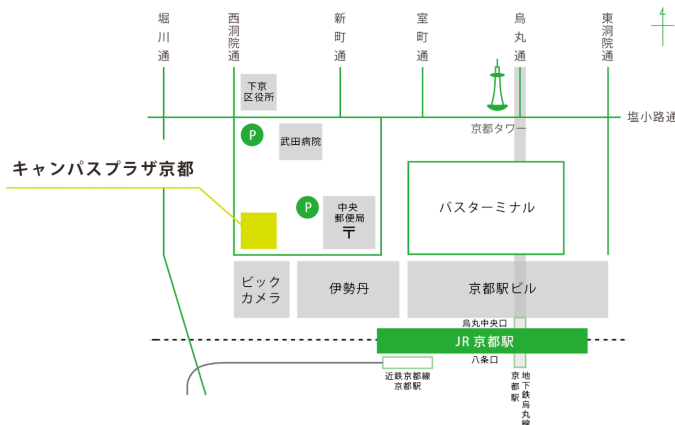 堀川通
西洞院通
新町通
室町通
烏丸通
東洞院通
下京
区役所
塩小路通
京都タワー
P
武田病院
キャンパスプラザ京都
P
中央
郵便局
〒
バスターミナル
ビック
カメラ
伊勢丹
京都駅ビル
烏丸中央口
JR 京都駅
八条口
近鉄京都線
京都駅
地下鉄烏丸線
京都駅